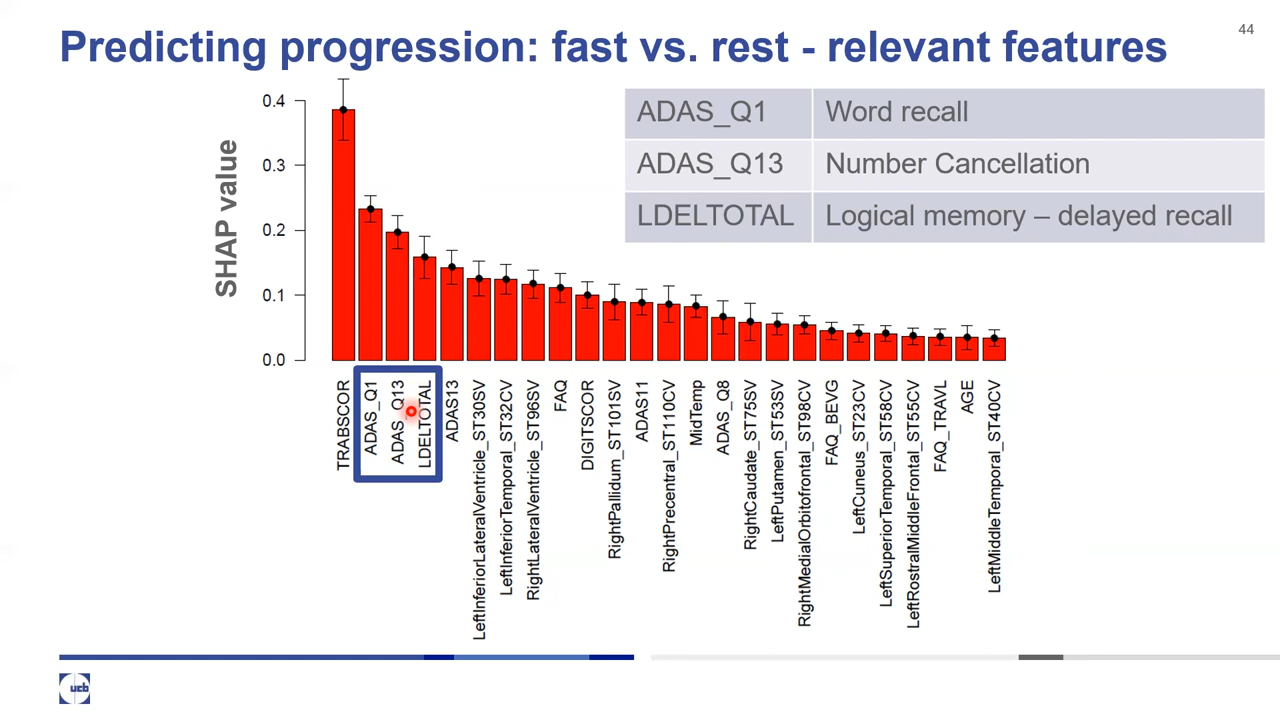 Predicting progression: fast vs. rest - relevant features
44
SHAP value
0.4
0.3
0.2
0.1
0.0
ADAS_Q1 Word recall
ADAS_Q13 Number Cancellation
LDELTOTAL Logical memory – delayed recall
TRABSCOR
ADAS_Q1
ADAS_Q13
LDELTOTAL
ADAS13
LeftInferiorLateralVentricle_ST30SV
LeftInferiorTemporal_ST32CV
RightLateralVentricle_ST96SV
FAQ
DIGITSCOR
RightPallidum_ST101SV
ADAS11
RightPrecentral_ST110CV
MidTemp
ADAS_Q8
RightCaudate_ST75SV
LeftPutamen_ST53SV
RightMedialOrbitofrontal_ST98CV
FAQ_BEVG
LeftCuneus_ST23CV
LeftSuperiorTemporal_ST58CV
LeftRostralMiddleFrontal_ST55CV
FAQ_TRAVL
AGE
LeftMiddleTemporal_ST40CV
ucb